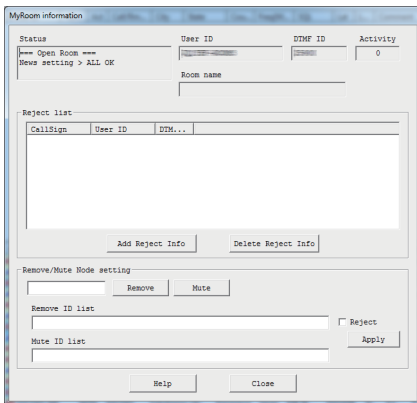 MyRoom information
Status
User ID
DTMF ID
Activity
=== Open Room ===
News setting > ALL OK
0
Room name
Reject list
CallSign
User ID
DTM...
Add Reject Info
Delete Reject Info
Remove/Mute Node setting
Remove
Mute
Remove ID list
Reject
Mute ID list
Apply
Help
Close